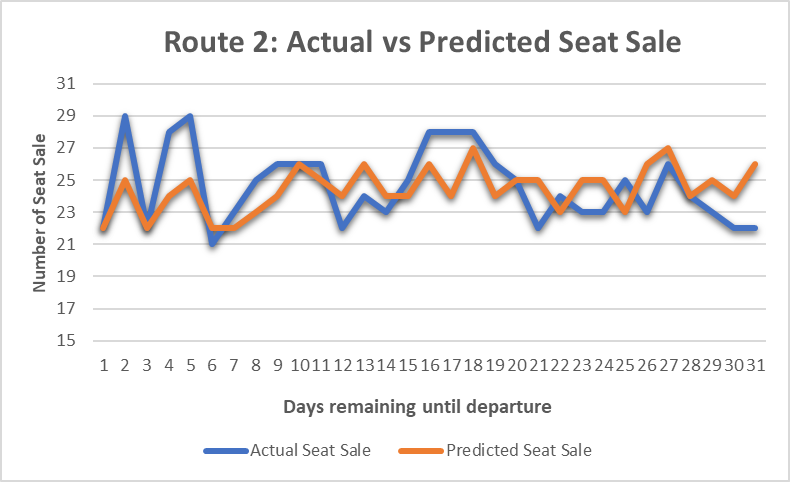 Route 2: Actual vs Predicted Seat Sale
Number of Seat Sale
31
29
27
25
23
21
19
17
15
1 2 3 4 5 6 7 8 9 10 11 12 13 14 15 16 17 18 19 20 21 22 23 24 25 26 27 28 29 30 31
Days remaining until departure
Actual Seat Sale Predicted Seat Sale